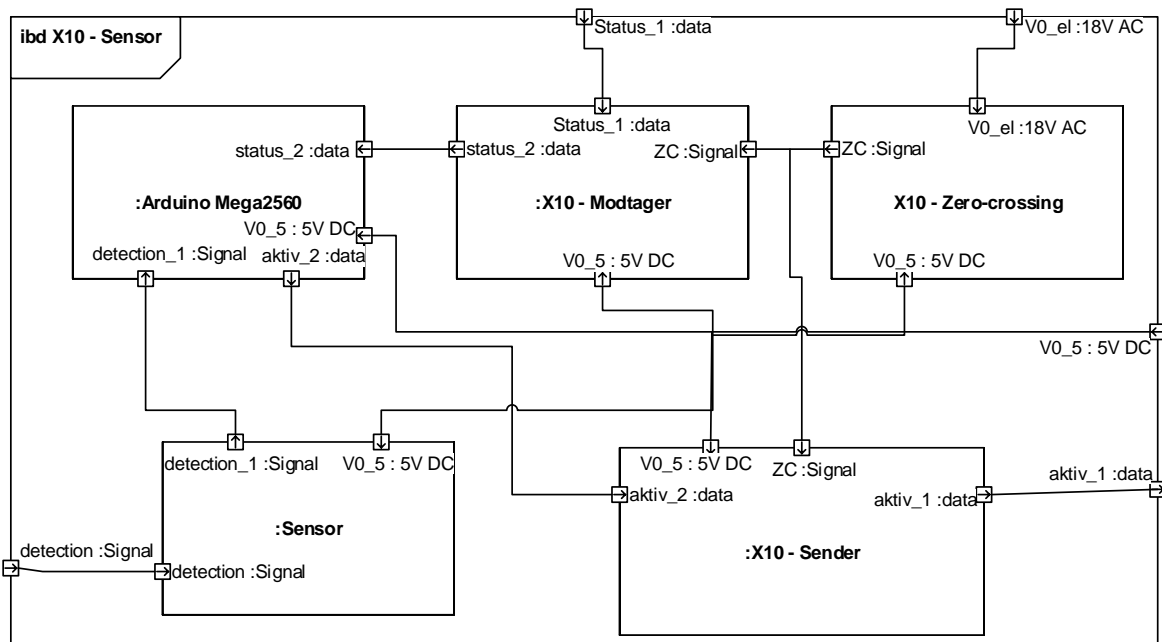 ibd X10 - Sensor
Status_1 :data
V0_el :18V AC
Status_1 :data
V0_el :18V AC
status_2 :data
status_2 :data
ZC :Signal
ZC :Signal
:Arduino Mega2560
:X10 - Modtager
X10 - Zero-crossing
V0_5 : 5V DC
detection_1 :Signal
aktiv_2 :data
V0_5 : 5V DC
V0_5 : 5V DC
V0_5 : 5V DC
detection_1 :Signal
V0_5 : 5V DC
V0_5 : 5V DC
ZC :Signal
aktiv_1 :data
aktiv_2 :data
aktiv_1 :data
:Sensor
:X10 - Sender
detection :Signal
detection :Signal